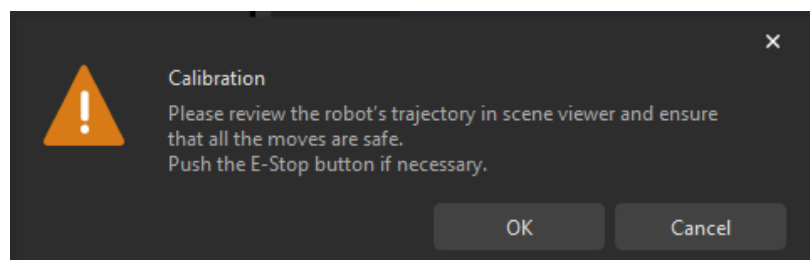 Calibration
Please review the robot's trajectory in scene viewer and ensure
that all the moves are safe.
Push the E-Stop button if necessary.
OK Cancel